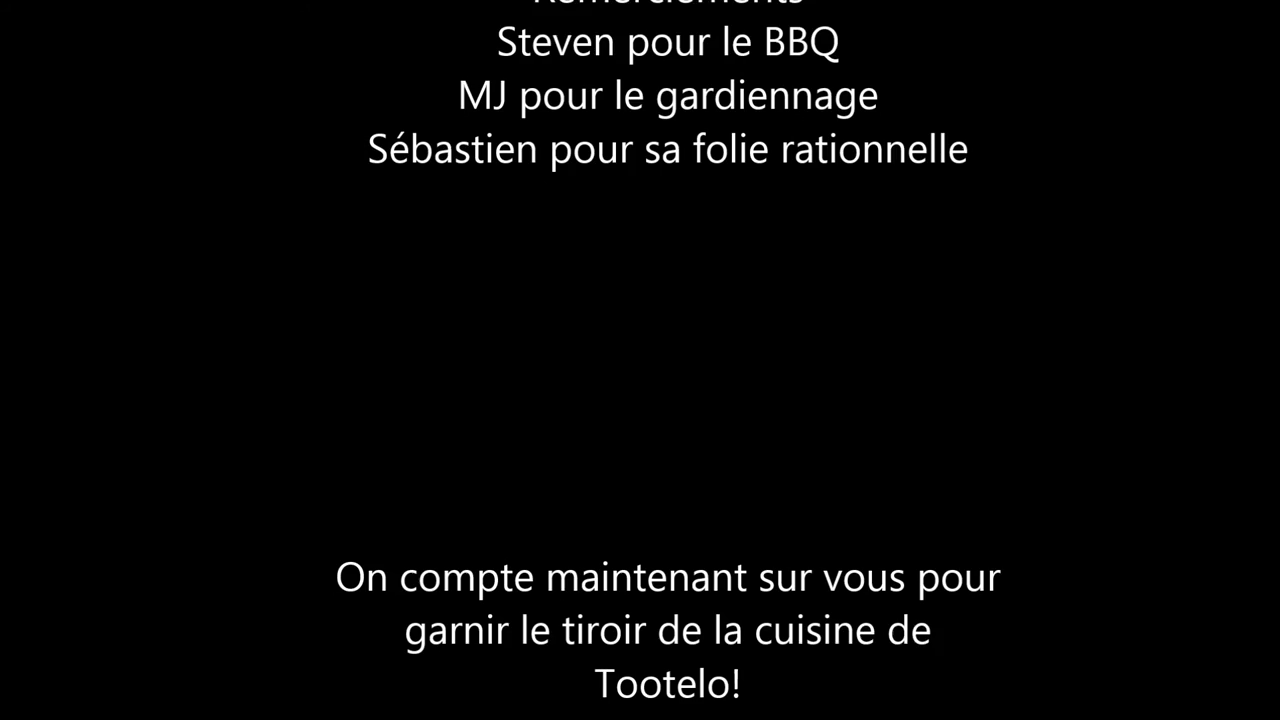 Remerciements
Steven pour le BBQ
MJ pour le gardiennage
Sébastien pour sa folie rationnelle
On compte maintenant sur vous pour
garnir le tiroir de la cuisine de
Tootelo!